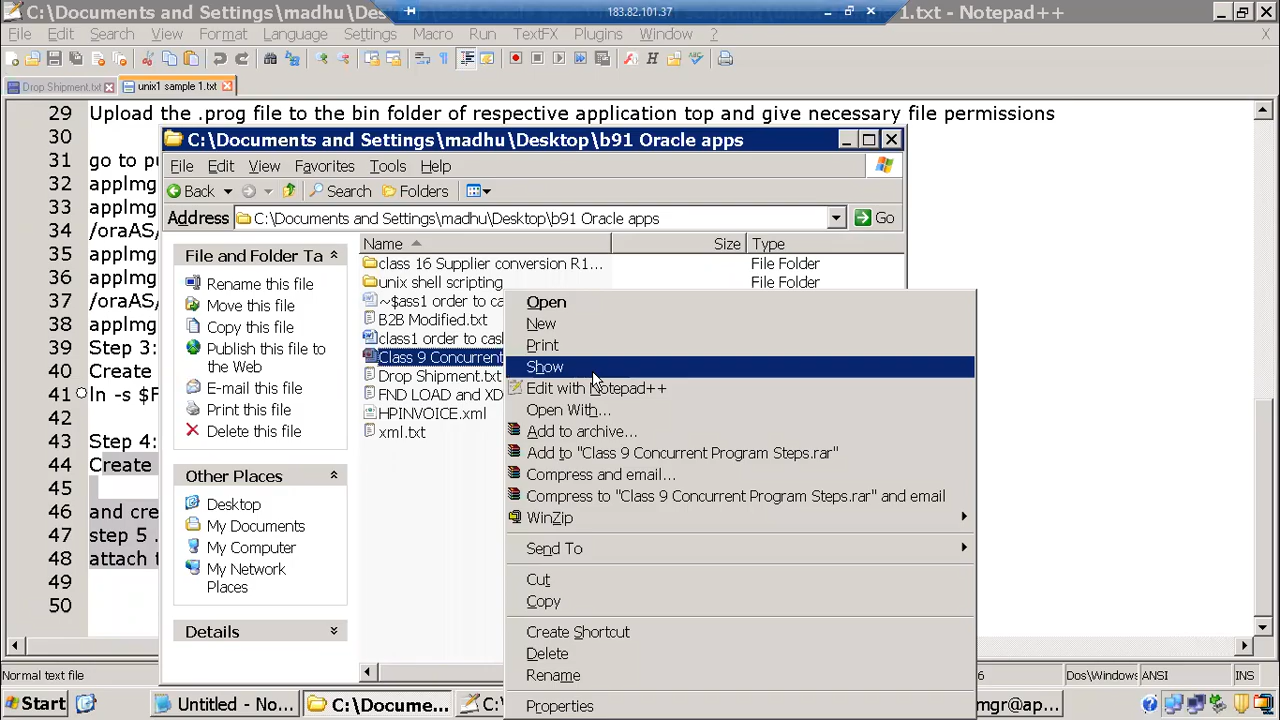 C:\Documents and Settings\madhu\Des
183.82.101.37
1.txt - Notepad++
File Edit Search View Format Language Settings Macro Run TextFX Plugins Window ?
Drop Shipment.txt
unix1 sample 1.txt
29 Upload the .prog file to the bin folder of respective application top and give necessary file permissions
30
31 go to pu
32 applmg
33 applmg
34 /oraAS,
35 applmg
36 applmg
37 /oraAS,
38 applmg
39 Step 3:
40 Create
41 ln -s $F
42
43 Step 4:
44 Create
45
46 and cre
47 step 5 .
48 attach t
49
50
C:\Documents and Settings\madhu\Desktop\b91 Oracle apps
File Edit View Favorites Tools Help
Back Search Folders
Address C:\Documents and Settings\madhu\Desktop\b91 Oracle apps Go
File and Folder Ta
Rename this file
Move this file
Copy this file
Publish this file to
the Web
E-mail this file
Print this file
Delete this file
Other Places
Desktop
My Documents
My Computer
My Network
Places
Details
Name Size Type
class 16 Supplier conversion R1... File Folder
unix shell scripting File Folder
~$ass1 order to ca
B2B Modified.txt
class1 order to cas
Class 9 Concurrent
Drop Shipment.txt
FND LOAD and XD
HPINVOICE.xml
xml.txt
Open
New
Print
Show
Edit with Notepad++
Open With...
Add to archive...
Add to "Class 9 Concurrent Program Steps.rar"
Compress and email...
Compress to "Class 9 Concurrent Program Steps.rar" and email
WinZip
Send To
Cut
Copy
Create Shortcut
Delete
Rename
Properties
Normal text file
6
Dos\Windows
ANSI
INS
Start
Untitled - No...
C:\Docume...
C:
mgr@ap...